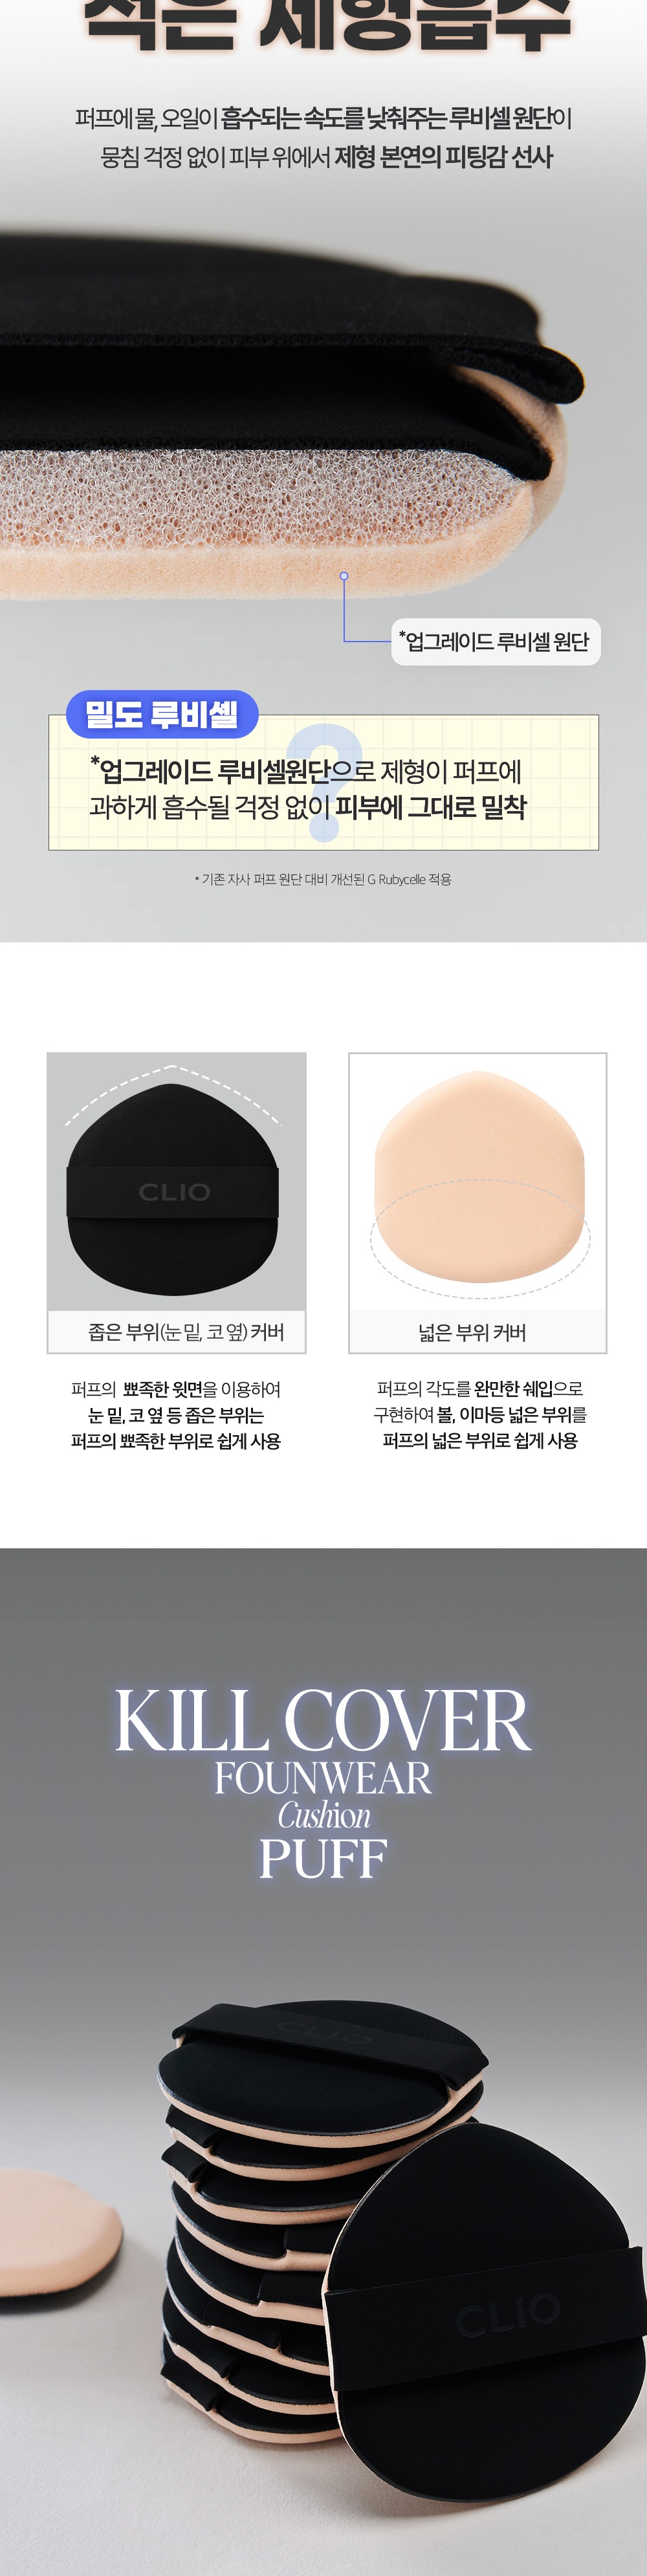 적은 제형흡수
퍼프에 물, 오일이 흡수되는 속도를 낮춰주는 루비셀 원단이
뭉침 걱정 없이 피부 위에서 제형 본연의 피팅감 선사
*업그레이드 루비셀 원단
밀도 루비셀
?
*업그레이드 루비셀원단으로 제형이 퍼프에
과하게 흡수될 걱정 없이 피부에 그대로 밀착
* 기존 자사 퍼프 원단 대비 개선된 G Rubycelle 적용
CLIO
좁은 부위(눈 밑, 코 옆) 커버
넓은 부위 커버
퍼프의 뾰족한 윗면을 이용하여
눈 밑, 코 옆 등 좁은 부위는
퍼프의 뾰족한 부위로 쉽게 사용
퍼프의 각도를 완만한 쉐입으로
구현하여 볼, 이마등 넓은 부위를
퍼프의 넓은 부위로 쉽게 사용
KILL COVER
FOUNWEAR
Cushion
PUFF
CLIO
CLIO